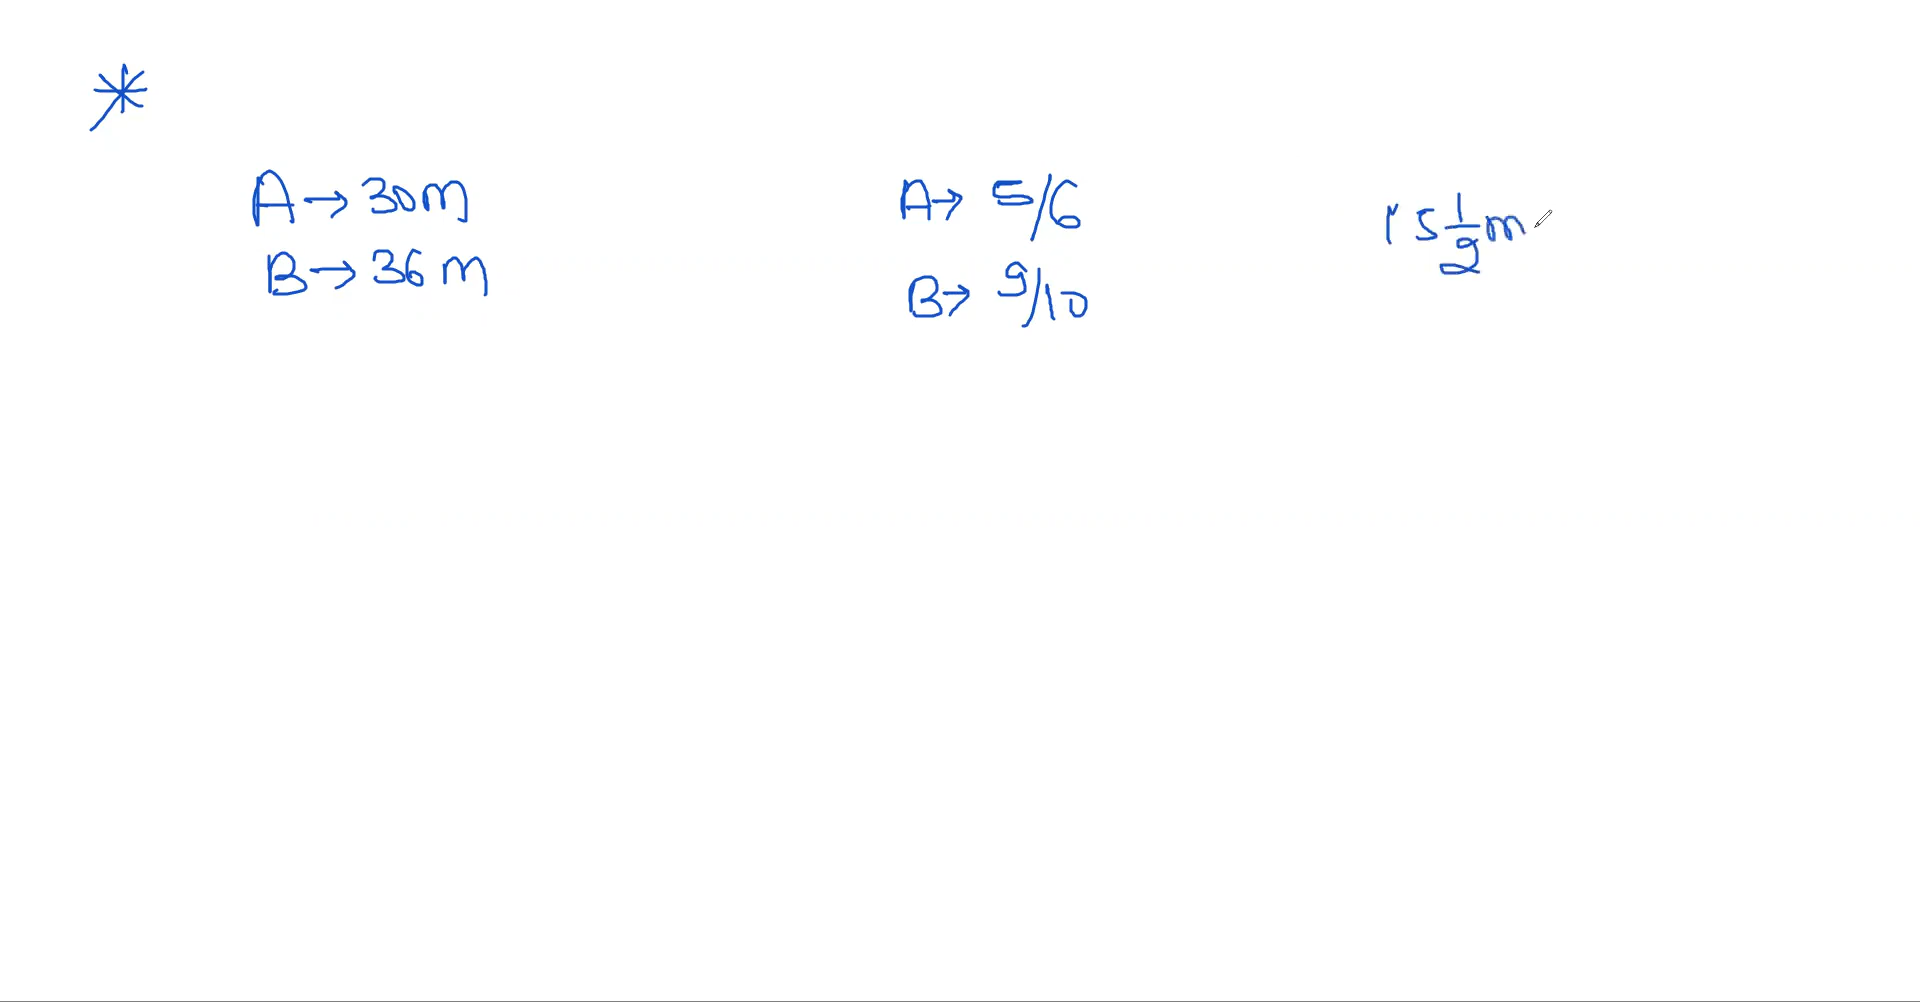 *
A → 30m
B → 36 m
A → 5/6
B → 9/10
15 1/2 m